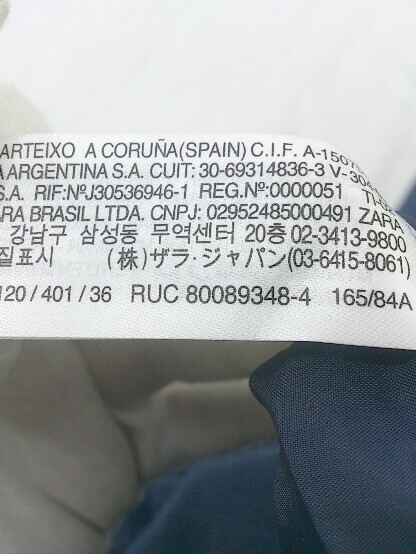 ARTEIXO A CORUÑA(SPAIN) C.I.F. A-1507
A ARGENTINA S.A. CUIT: 30-69314836-3 V-304
S.A. RIF:NºJ30536946-1 REG.Nº:0000051
ARA BRASIL LTDA. CNPJ: 02952485000491 ZARA
강남구 삼성동 무역센터 20층 02-3413-9800
질표시 (株)ザラ・ジャパン(03-6415-8061)
120/401/36 RUC 80089348-4 165/84A